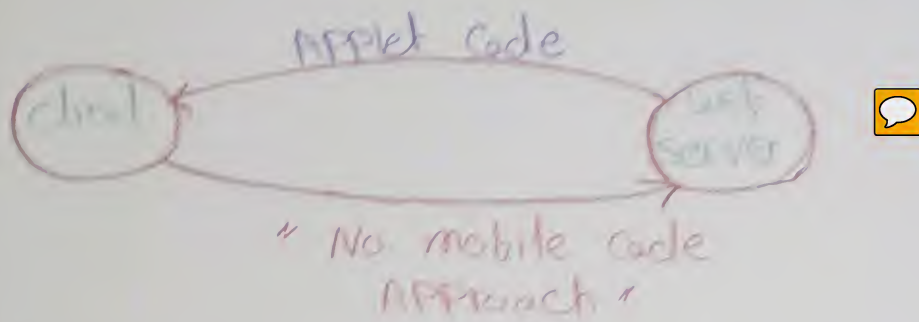 Applet Code
client
web
server
" No mobile Code
Approach "